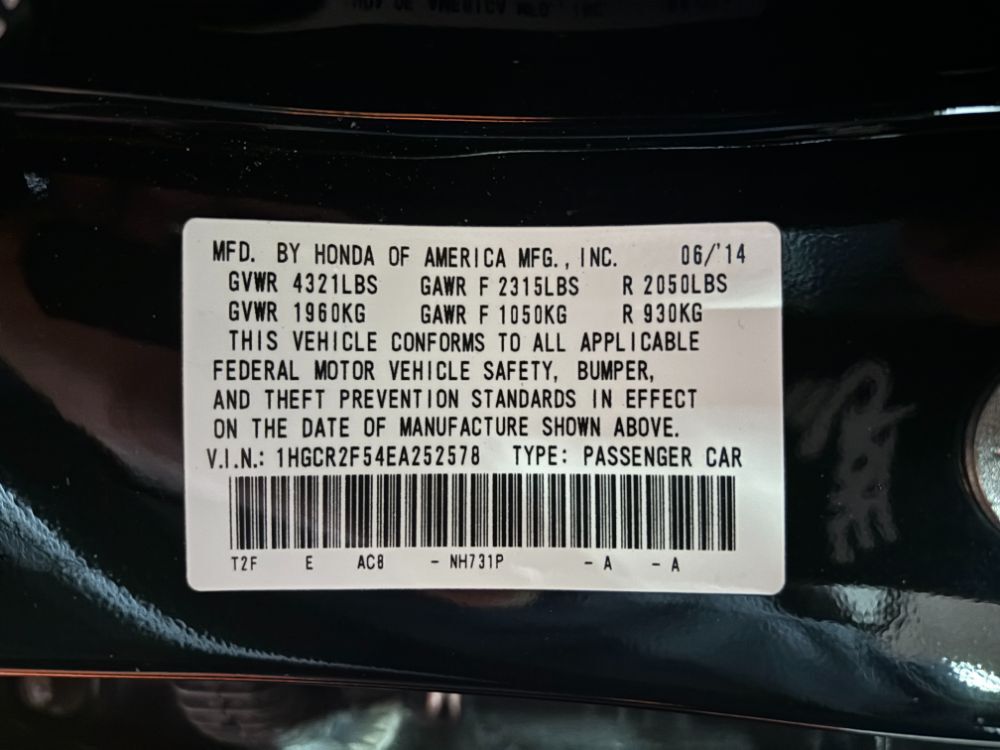 MFD. BY HONDA OF AMERICA MFG., INC. 06/'14
GVWR 4321LBS GAWR F 2315LBS R 2050LBS
GVWR 1960KG GAWR F 1050KG R 930KG
THIS VEHICLE CONFORMS TO ALL APPLICABLE
FEDERAL MOTOR VEHICLE SAFETY, BUMPER,
AND THEFT PREVENTION STANDARDS IN EFFECT
ON THE DATE OF MANUFACTURE SHOWN ABOVE.
V.I.N.: 1HGCR2F54EA252578 TYPE: PASSENGER CAR
T2F E AC8 - NH731P - A - A